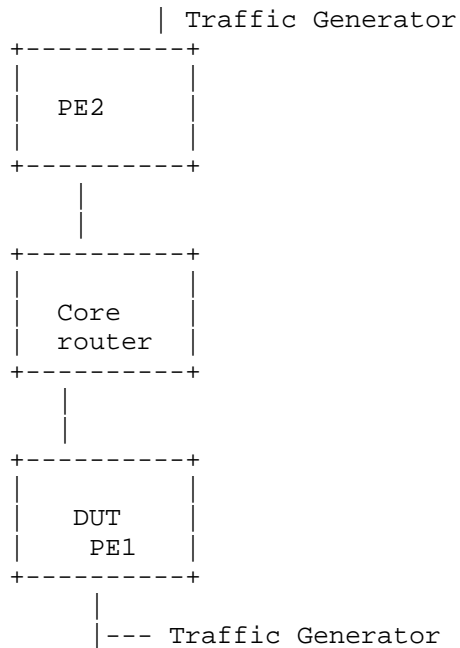 | Traffic Generator
+----------+
|          |
|   PE2    |
|          |
+----------+
|
|
+----------+
|          |
|   Core   |
|   router |
+----------+
|
|
+----------+
|          |
|   DUT    |
|    PE1   |
+----------+
|
|--- Traffic Generator